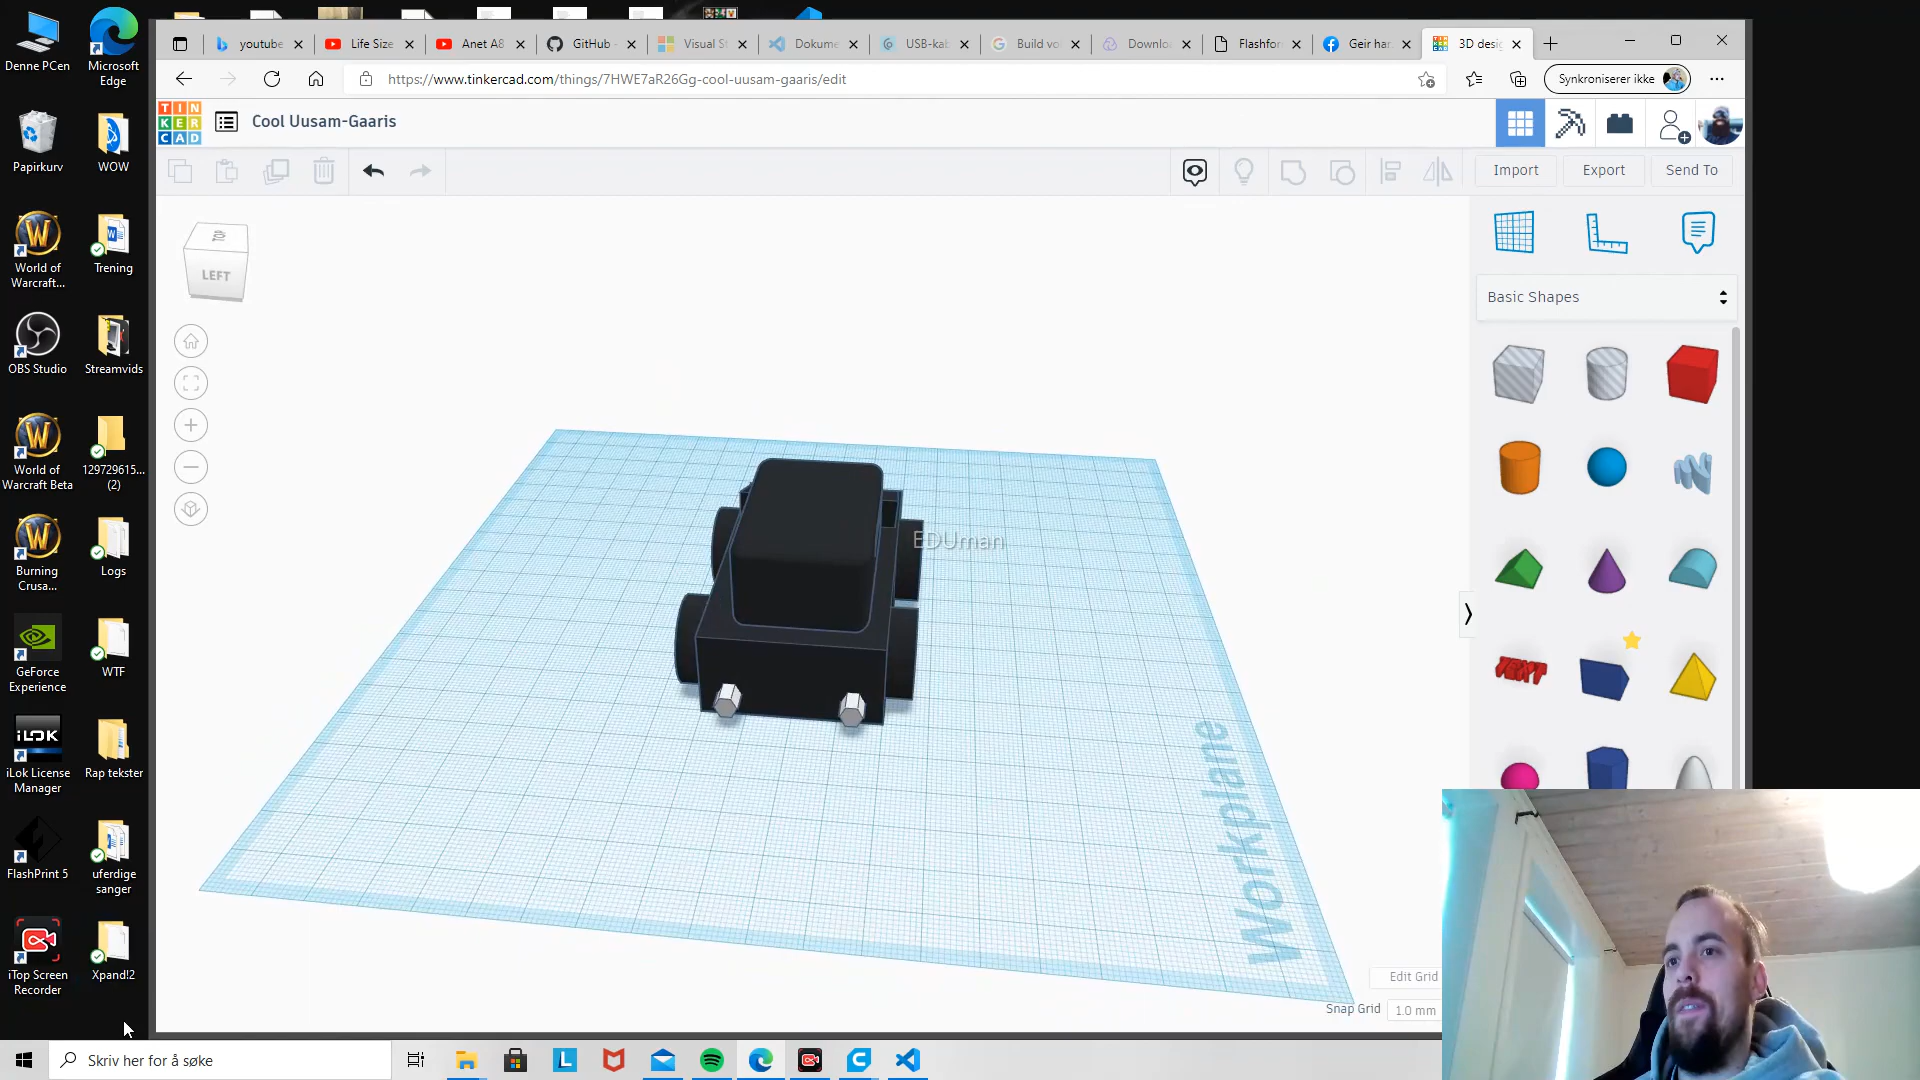 Denne PCen
Microsoft
Edge
Papirkurv
WOW
World of
Warcraft...
Trening
OBS Studio
Streamvids
World of
Warcraft Beta
129729615...
(2)
Burning
Crusa...
Logs
GeForce
Experience
WTF
iLOK
iLok License
Manager
Rap tekster
FlashPrint 5
uferdige
sanger
iTop Screen
Recorder
Xpand!2
youtube
Life Size
Anet A8
GitHub -
Visual St
Dokume
USB-kab
Build vo
Downloa
Flashfor
Geir har
3D desig
https://www.tinkercad.com/things/7HWE7aR26Gg-cool-uusam-gaaris/edit
Synkroniserer ikke
TIN
KER
CAD
Cool Uusam-Gaaris
Import
Export
Send To
LEFT
Basic Shapes
TEXT
EDUman
Workplane
Edit Grid
Snap Grid
1.0 mm
Skriv her for å søke